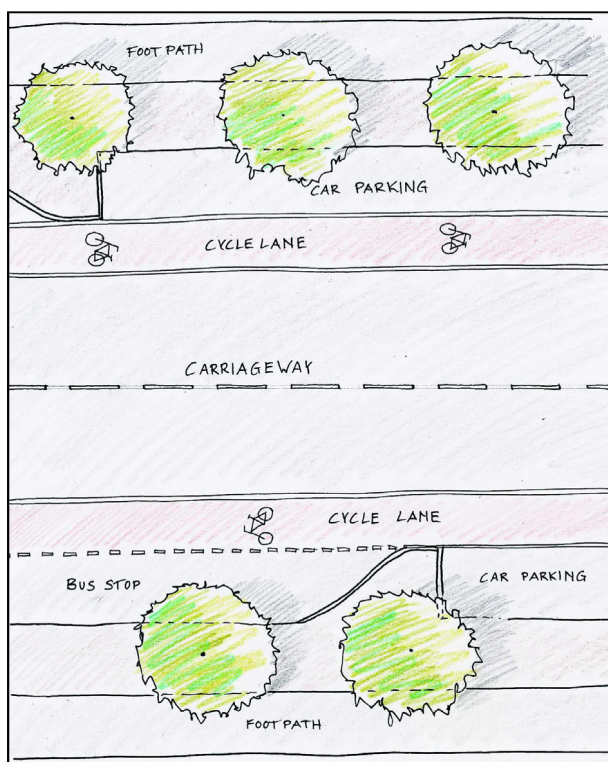 FOOT PATH
CAR PARKING
CYCLE LANE
CARRIAGEWAY
CYCLE LANE
BUS STOP
CAR PARKING
FOOTPATH